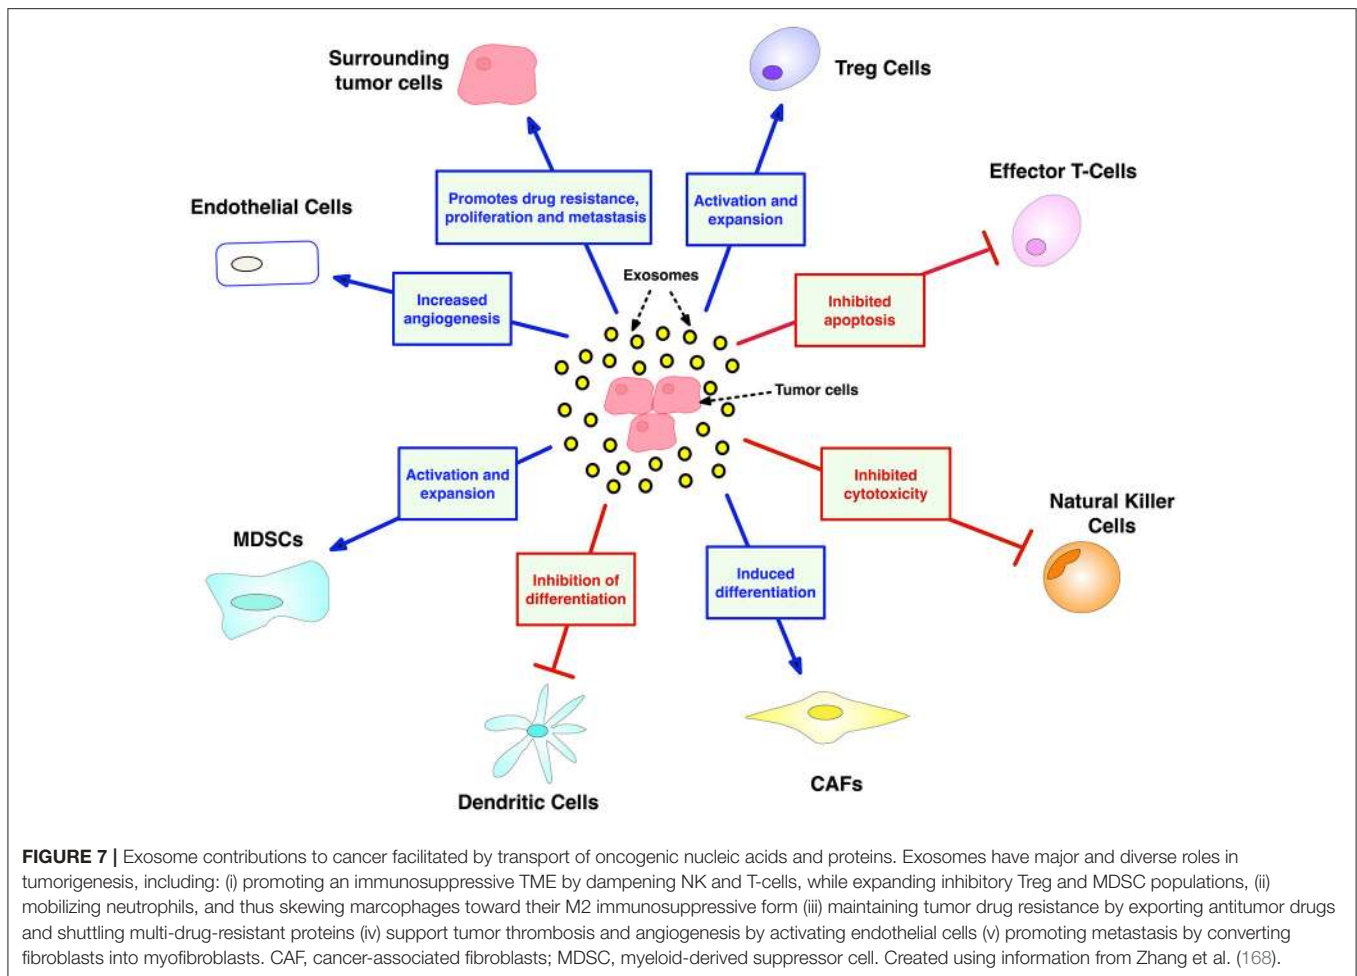 Surrounding
tumor cells
Treg Cells
Effector T-Cells
Endothelial Cells
Promotes drug resistance,
proliferation and metastasis
Activation and
expansion
Exosomes
Increased
angiogenesis
Inhibited
apoptosis
Tumor cells
Activation and
expansion
Inhibited
cytotoxicity
MDSCs
Natural Killer
Cells
Inhibition of
differentiation
Induced
differentiation
CAFs
Dendritic Cells
FIGURE 7 | Exosome contributions to cancer facilitated by transport of oncogenic nucleic acids and proteins. Exosomes have major and diverse roles in
tumorigenesis, including: (i) promoting an immunosuppressive TME by dampening NK and T-cells, while expanding inhibitory Treg and MDSC populations, (ii)
mobilizing neutrophils, and thus skewing marcophages toward their M2 immunosuppressive form (iii) maintaining tumor drug resistance by exporting antitumor drugs
and shuttling multi-drug-resistant proteins (iv) support tumor thrombosis and angiogenesis by activating endothelial cells (v) promoting metastasis by converting
fibroblasts into myofibroblasts. CAF, cancer-associated fibroblasts; MDSC, myeloid-derived suppressor cell. Created using information from Zhang et al. (168).